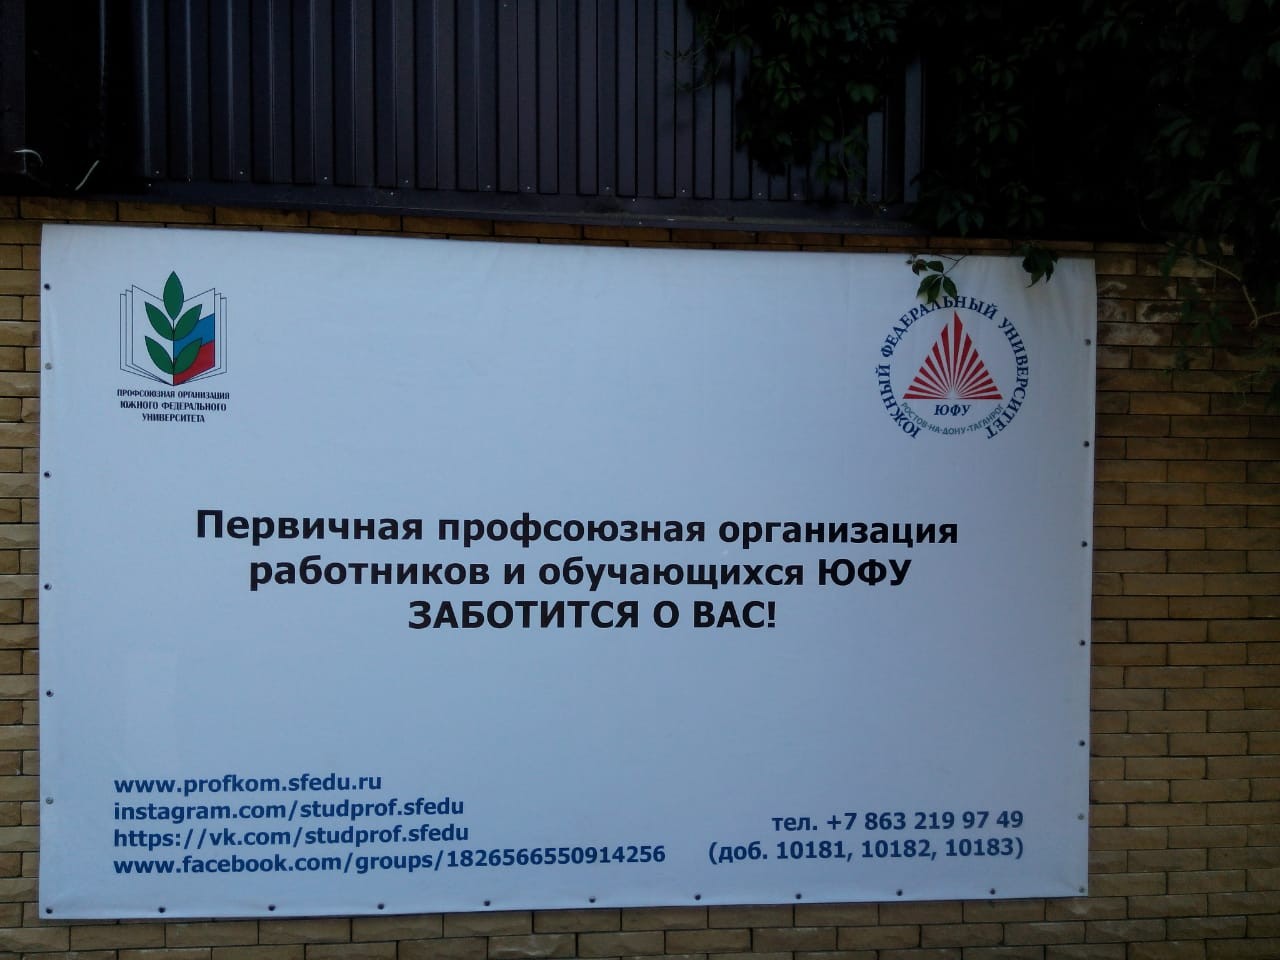 ПРОФСОЮЗНАЯ ОРГАНИЗАЦИЯ
ЮЖНОГО ФЕДЕРАЛЬНОГО
УНИВЕРСИТЕТА
ЮЖНЫЙ ФЕДЕРАЛЬНЫЙ УНИВЕРСИТЕТ
ЮФУ
РОСТОВ-НА-ДОНУ-ТАГАНРОГ
Первичная профсоюзная организация
работников и обучающихся ЮФУ
ЗАБОТИТСЯ О ВАС!
www.profkom.sfedu.ru
instagram.com/studprof.sfedu
https://vk.com/studprof.sfedu
www.facebook.com/groups/1826566550914256
тел. +7 863 219 97 49
(доб. 10181, 10182, 10183)